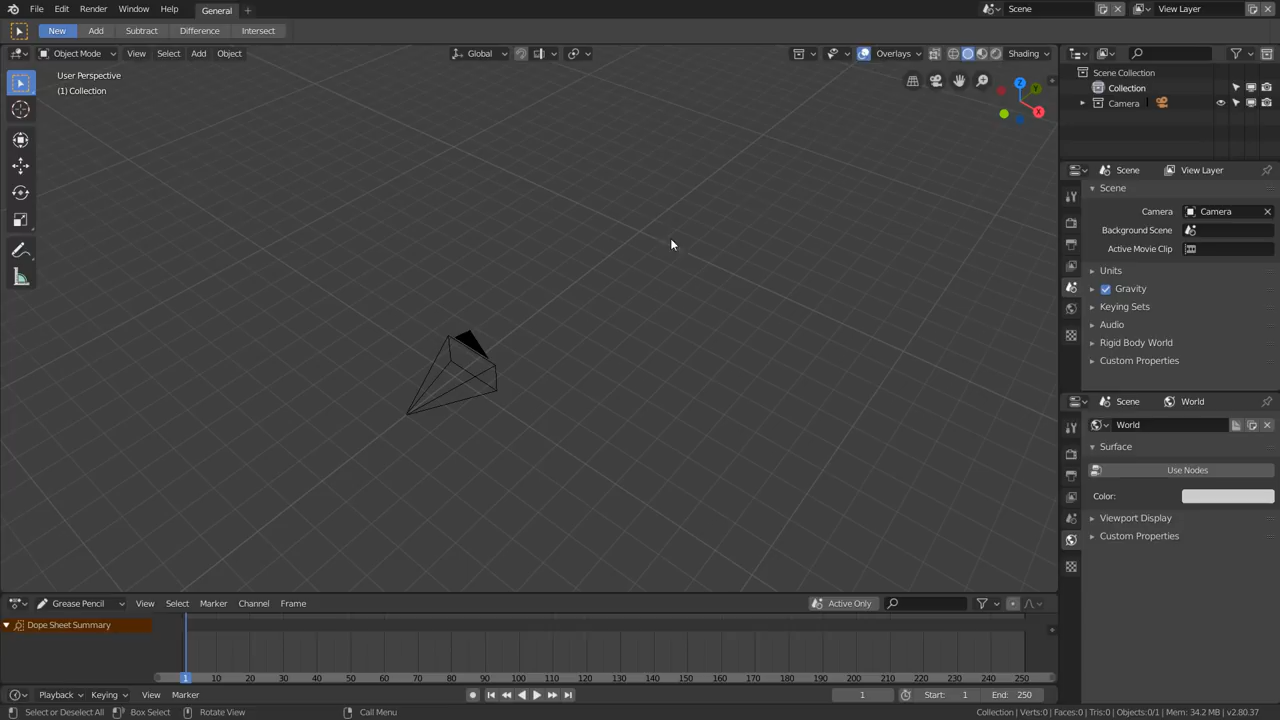 File Edit Render Window Help General + Scene View Layer
New Add Subtract Difference Intersect
Object Mode View Select Add Object Global Overlays Shading
User Perspective
(1) Collection
Z
Y
X
Scene Collection
Collection
Camera
Scene View Layer
Scene
Camera Camera
Background Scene
Active Movie Clip
Units
Gravity
Keying Sets
Audio
Rigid Body World
Custom Properties
Scene World
World
Surface
Use Nodes
Color:
Viewport Display
Custom Properties
Grease Pencil View Select Marker Channel Frame Active Only
Dope Sheet Summary
1 10 20 30 40 50 60 70 80 90 100 110 120 130 140 150 160 170 180 190 200 210 220 230 240 250
Playback Keying View Marker 1 Start: 1 End: 250
Select or Deselect All Box Select Rotate View Call Menu Collection | Verts:0 | Faces:0 | Tris:0 | Objects:0/1 | Mem: 34.2 MB | v2.80.37